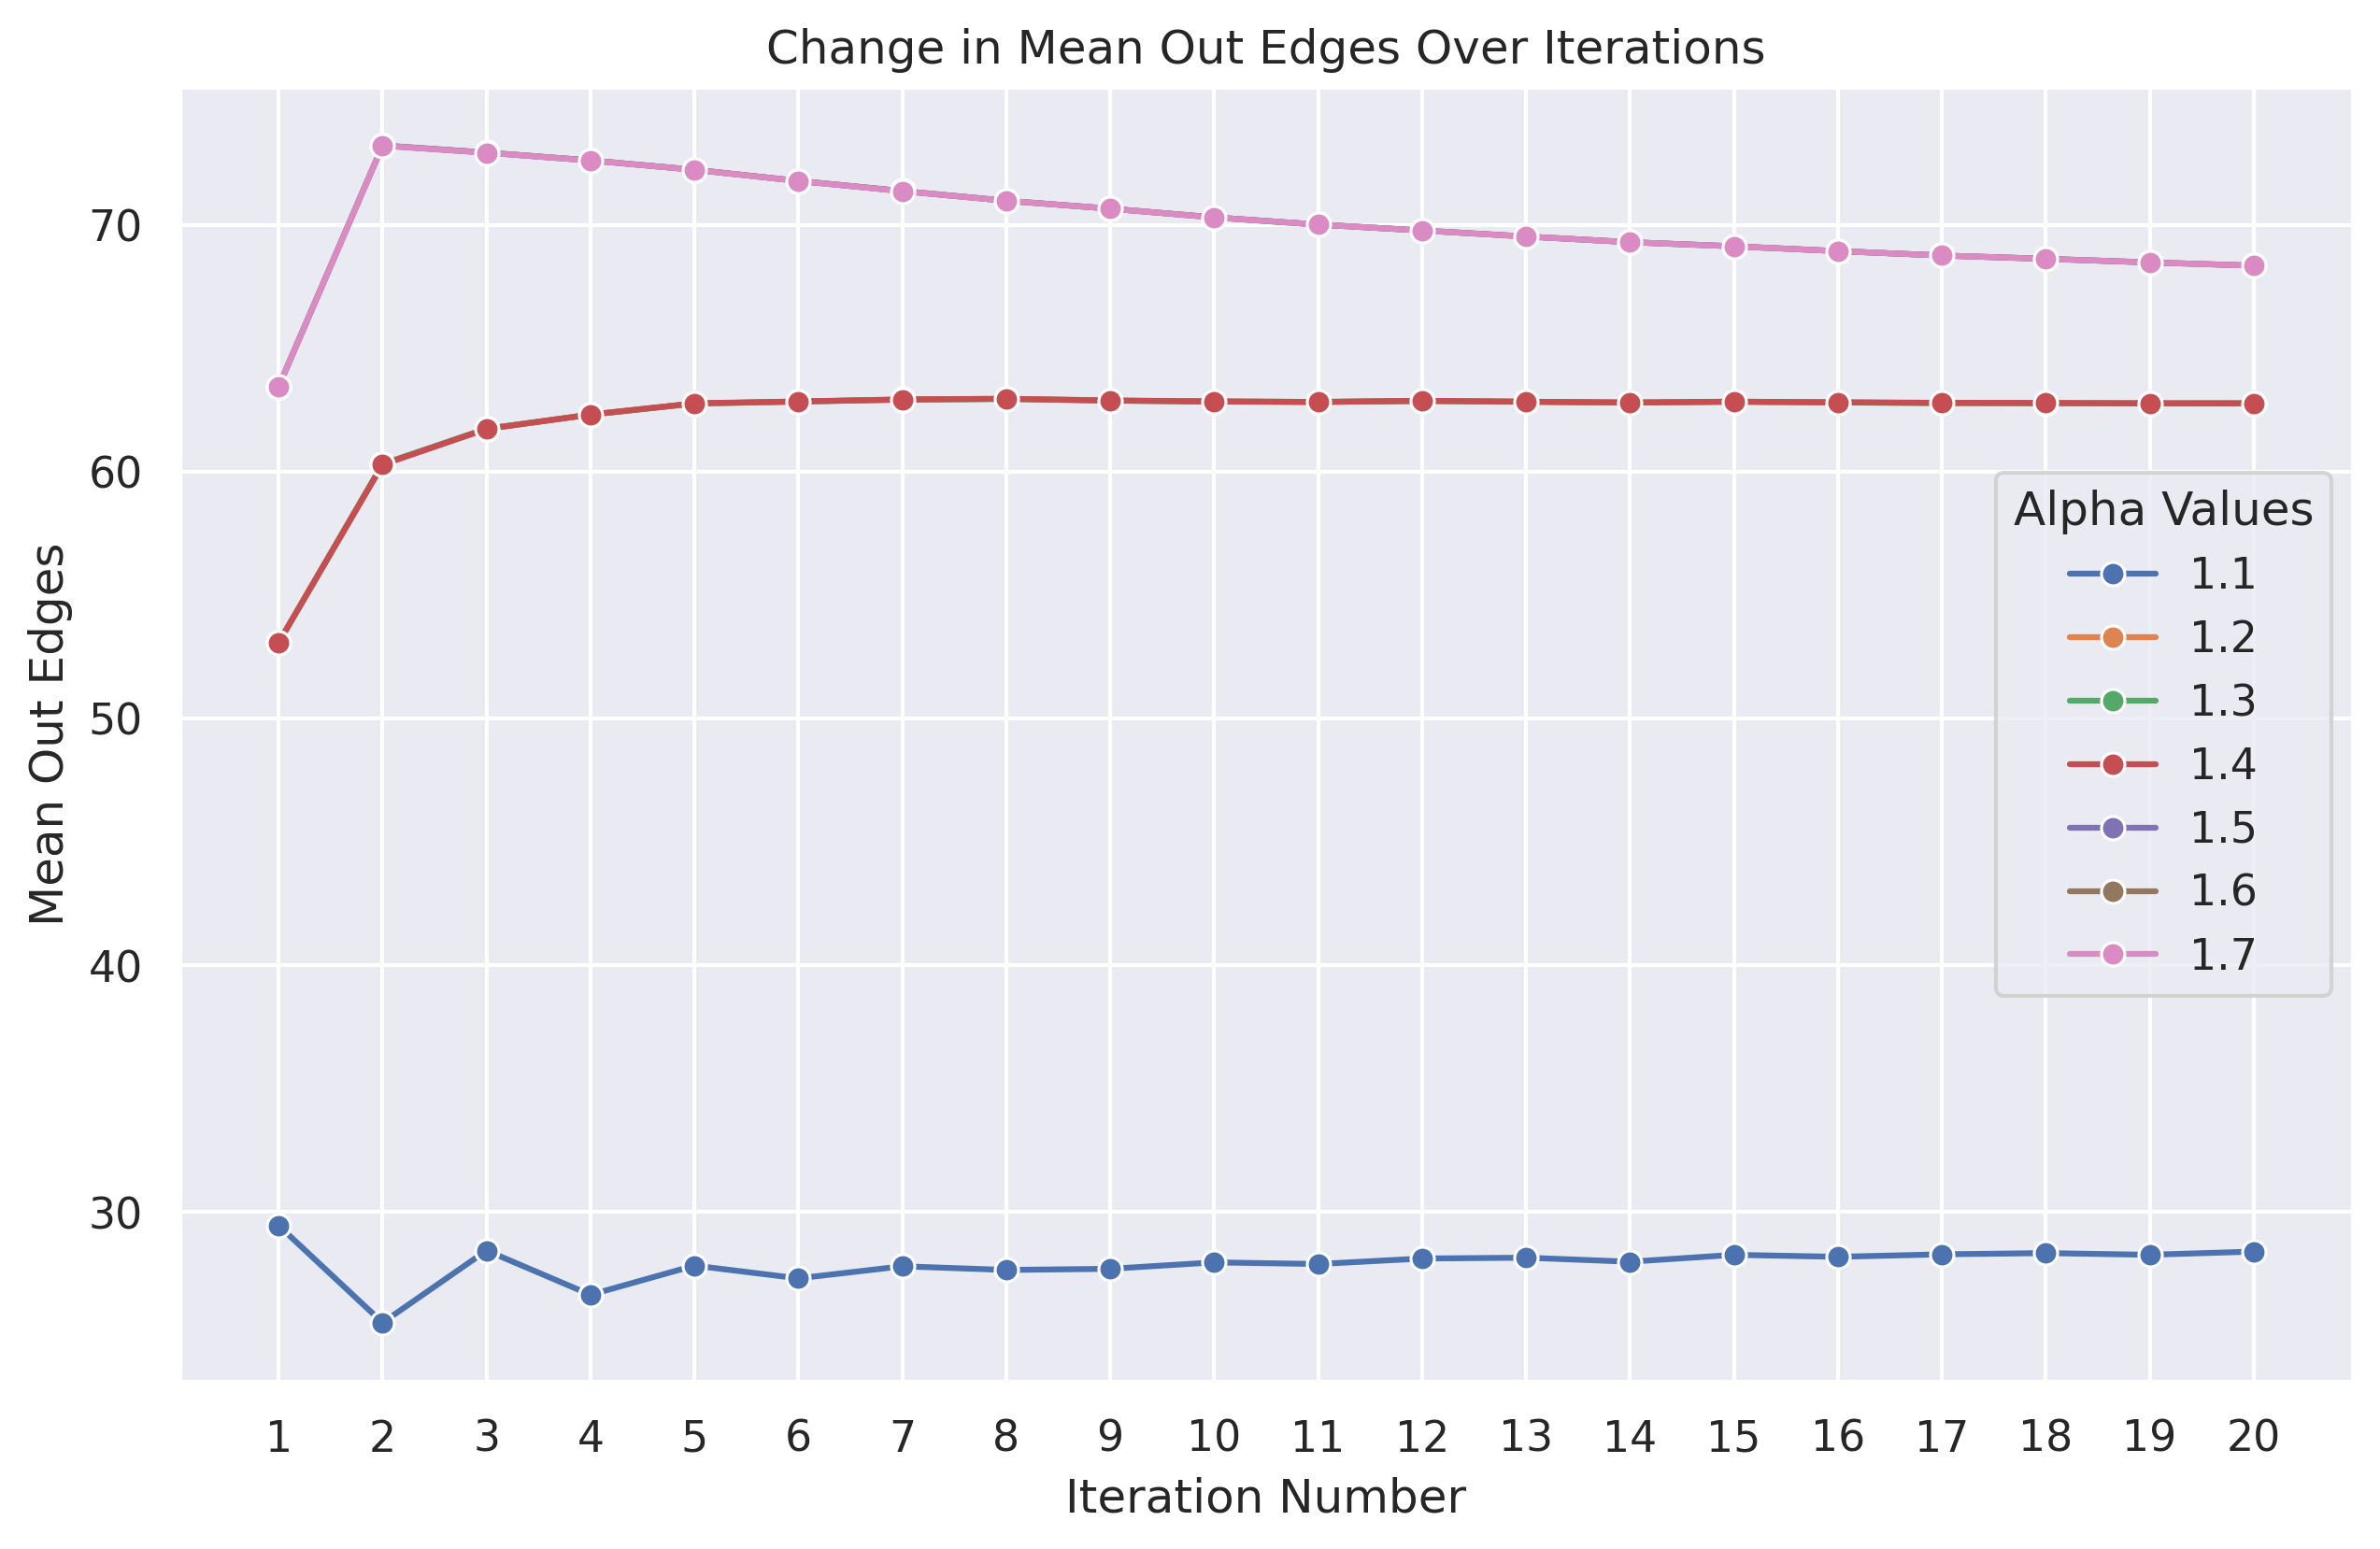 Change in Mean Out Edges Over Iterations
Mean Out Edges
70
60
50
40
30
Alpha Values
1.1
1.2
1.3
1.4
1.5
1.6
1.7
1 2 3 4 5 6 7 8 9 10 11 12 13 14 15 16 17 18 19 20
Iteration Number